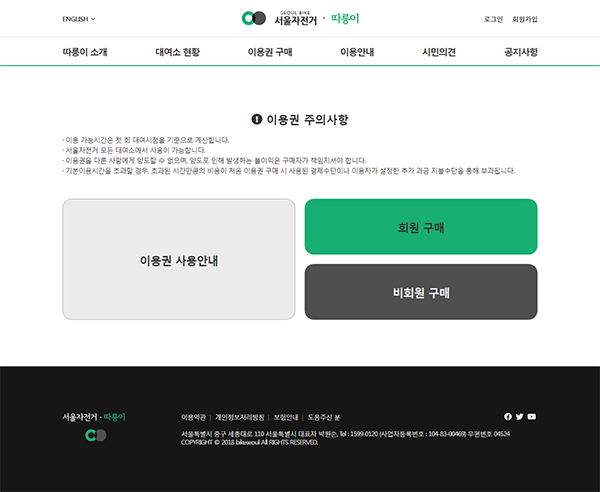 ENGLISH
SEOUL BIKE
서울자전거 · 따릉이
로그인 회원가입
따릉이 소개 대여소 현황 이용권 구매 이용안내 시민의견 공지사항
이용권 주의사항
· 이용 가능시간은 첫 회 대여시점을 기준으로 계산합니다.
· 서울자전거 모든 대여소에서 사용이 가능합니다.
· 이용권을 다른 사람에게 양도할 수 없으며, 양도로 인해 발생하는 불이익은 구매자가 책임지셔야 합니다.
· 기본이용시간을 초과할 경우, 초과된 시간만큼의 비용이 처음 이용권 구매 시 사용된 결제수단이나 이용자가 설정한 추가 과금 지불수단을 통해 부과됩니다.
이용권 사용안내
회원 구매
비회원 구매
서울자전거 · 따릉이
이용약관 | 개인정보처리방침 | 보험안내 | 도움주신 분
서울특별시 중구 세종대로 110 서울특별시 대표자 박원순, Tel : 1599-0120 (사업자등록번호 : 104-83-00469) 우편번호 04524
COPYRIGHT © 2018 bikeseoul All RIGHTS RESERVED.